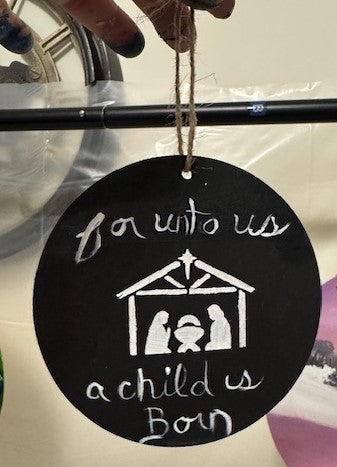 for unto us
a child is
Born